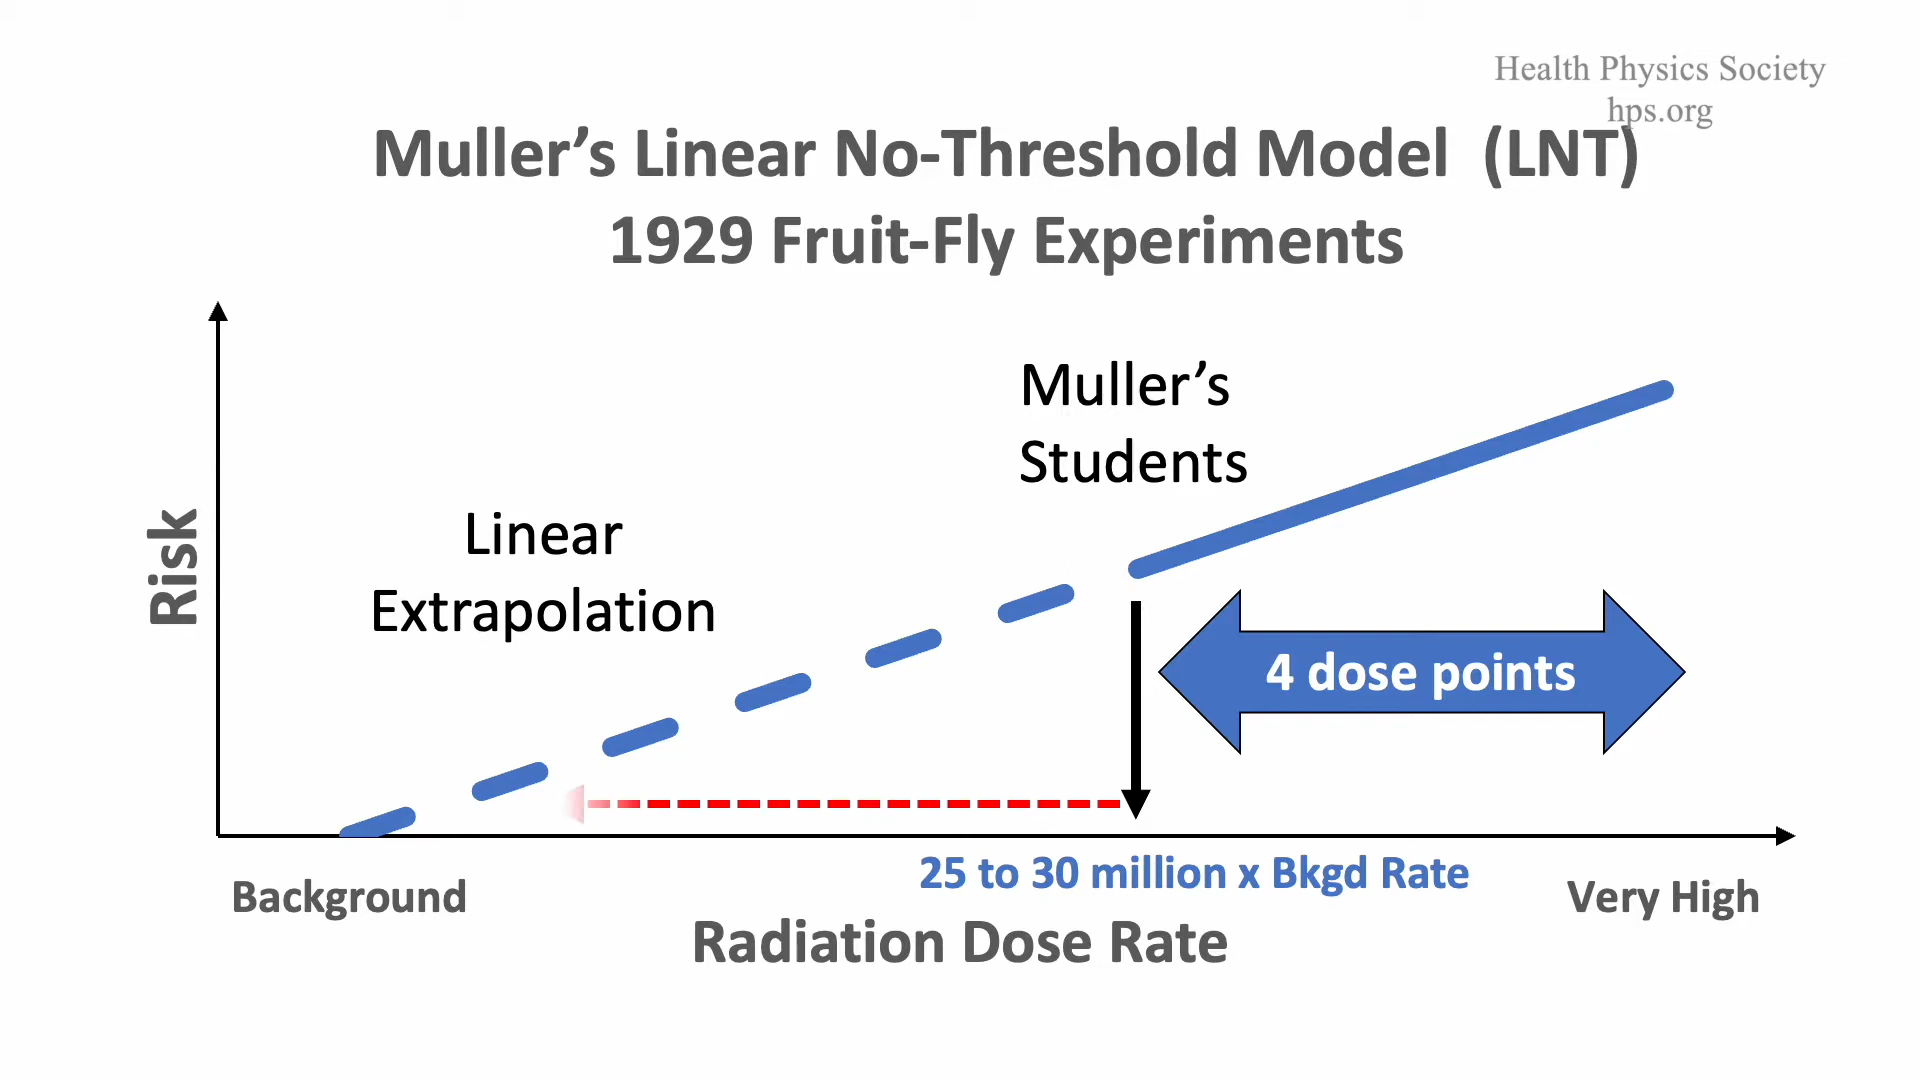 Health Physics Society
hps.org
Muller’s Linear No-Threshold Model (LNT)
1929 Fruit-Fly Experiments
Muller’s
Students
Linear
Extrapolation
Risk
4 dose points
25 to 30 million x Bkgd Rate
Background
Very High
Radiation Dose Rate